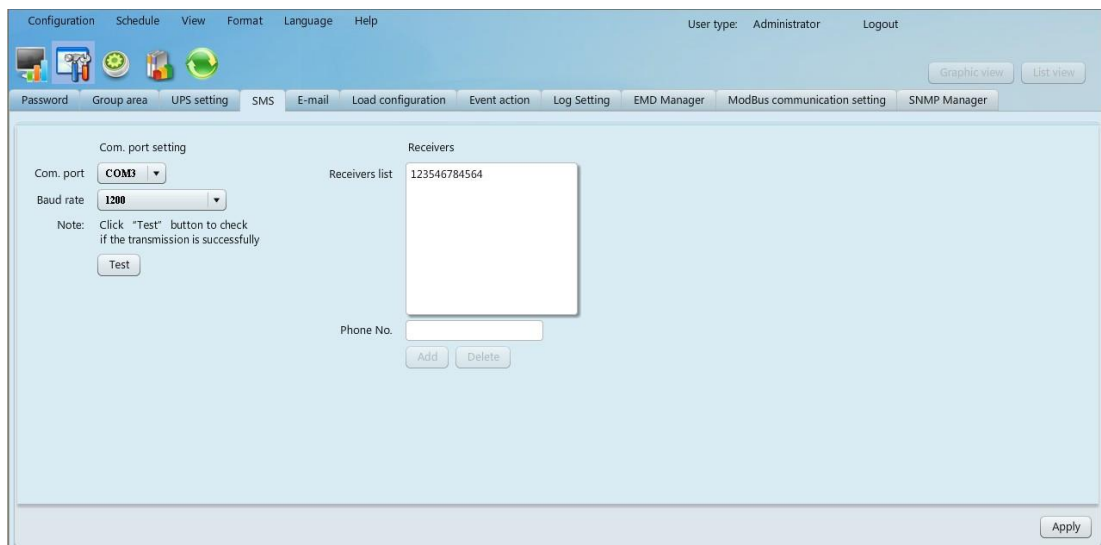 Configuration Schedule View Format Language Help User type: Administrator Logout
Graphic view List view
Password Group area UPS setting SMS E-mail Load configuration Event action Log Setting EMD Manager ModBus communication setting SNMP Manager
Com. port setting Receivers
Com. port COM3 Receivers list 123546784564
Baud rate 1200
Note: Click "Test" button to check
if the transmission is successfully
Test
Phone No.
Add Delete
Apply